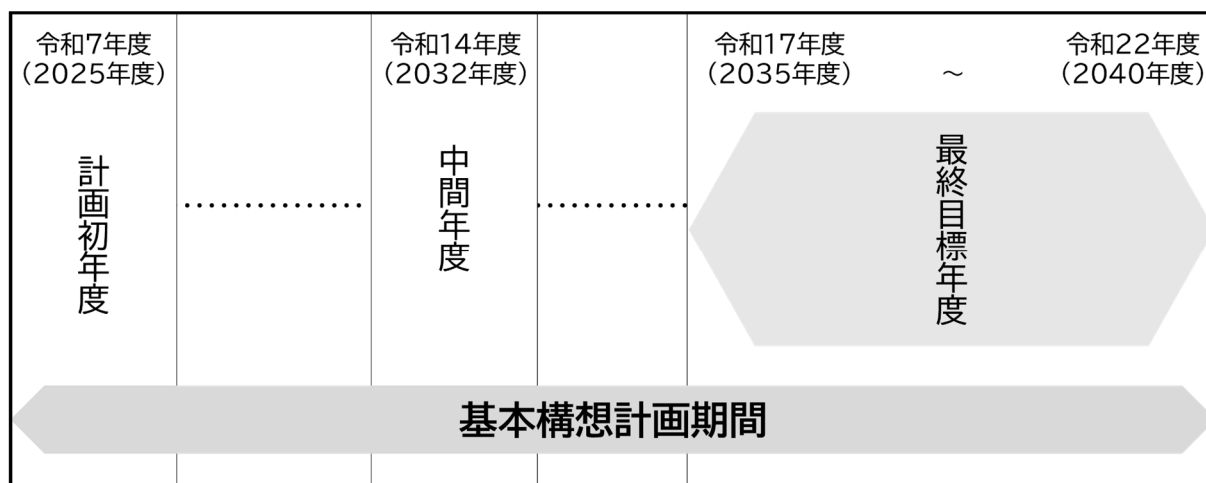 令和7年度
（2025年度）
令和14年度
（2032年度）
令和17年度
（2035年度）
～
令和22年度
（2040年度）
計画初年度
中間年度
最終目標年度
基本構想計画期間